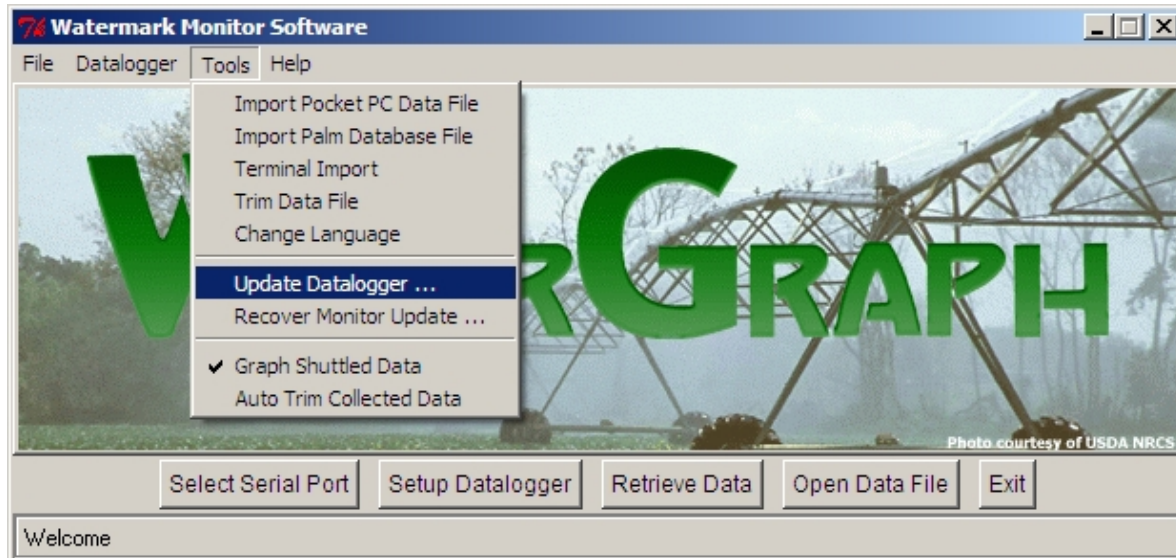 Watermark Monitor Software
File Datalogger Tools Help
Import Pocket PC Data File
Import Palm Database File
Terminal Import
Trim Data File
Change Language
Update Datalogger ...
Recover Monitor Update ...
Graph Shuttled Data
Auto Trim Collected Data
GRAPH
Photo courtesy of USDA NRCS
Select Serial Port Setup Datalogger Retrieve Data Open Data File Exit
Welcome